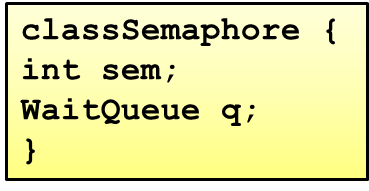 classSemaphore {
int sem;
WaitQueue q;
}